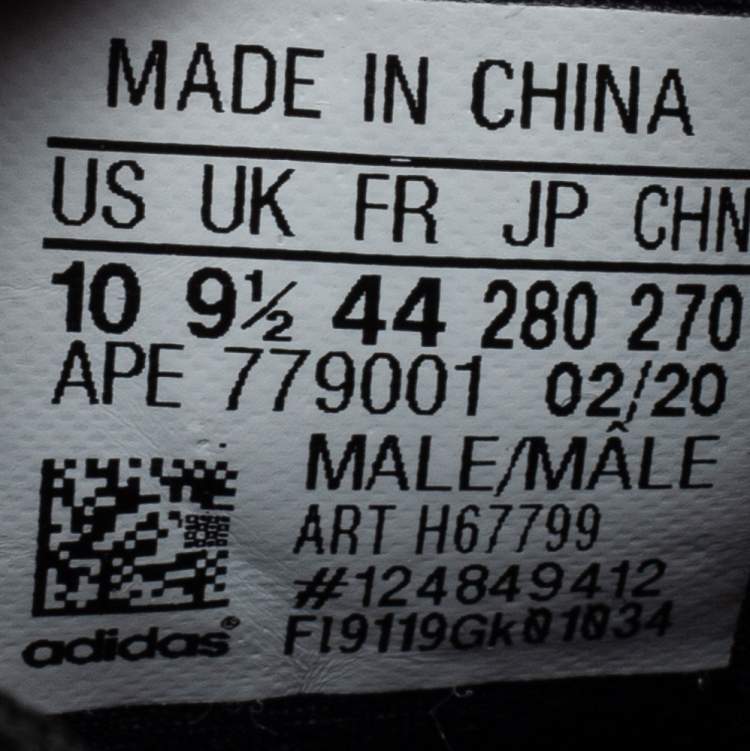 MADE IN CHINA
US UK FR JP CHN
10 9½ 44 280 270
APE 779001 02/20
MALE/MÂLE
ART H67799
#124849412
FI9119Gk01034
adidas®